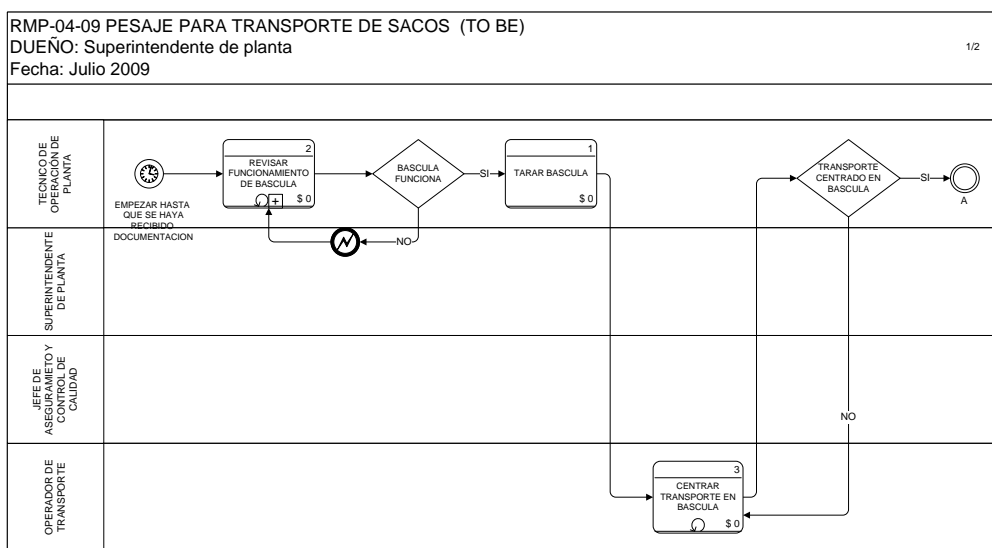 RMP-04-09 PESAJE PARA TRANSPORTE DE SACOS (TO BE)
DUEÑO: Superintendente de planta
Fecha: Julio 2009
1/2
TECNICO DE
OPERACIÓN DE
PLANTA
EMPEZAR HASTA
QUE SE HAYA
RECIBIDO
DOCUMENTACION
2
REVISAR
FUNCIONAMIENTO
DE BASCULA
$ 0
BASCULA
FUNCIONA
SI
NO
1
TARAR BASCULA
$ 0
TRANSPORTE
CENTRADO EN
BASCULA
SI
A
SUPERINTENDENTE
DE PLANTA
JEFE DE
ASEGURAMIETO Y
CONTROL DE
CALIDAD
NO
OPERADOR DE
TRANSPORTE
3
CENTRAR
TRANSPORTE EN
BASCULA
$ 0